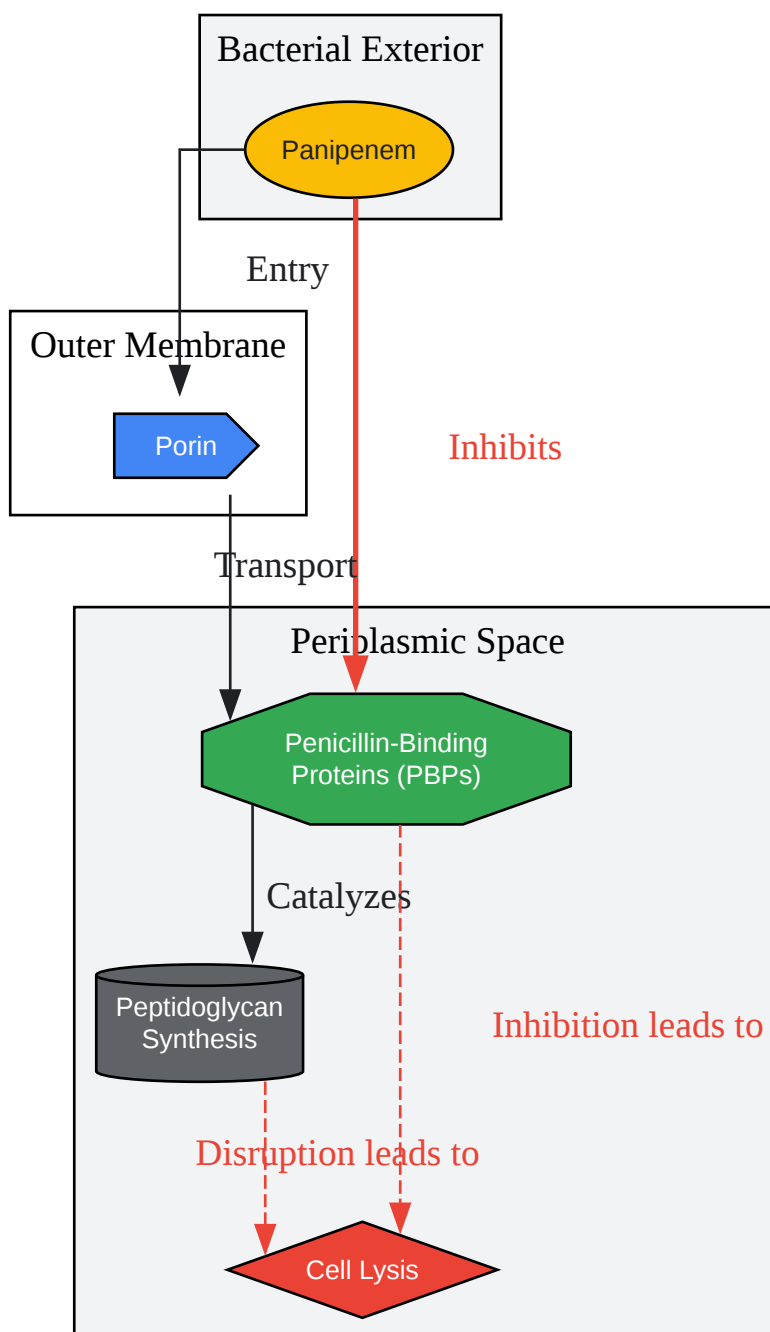 Bacterial Exterior
Panipenem
Entry
Outer Membrane
Porin
Inhibits
Transport
Periplasmic Space
Penicillin-Binding
Proteins (PBPs)
Catalyzes
Peptidoglycan
Synthesis
Inhibition leads to
Disruption leads to
Cell Lysis